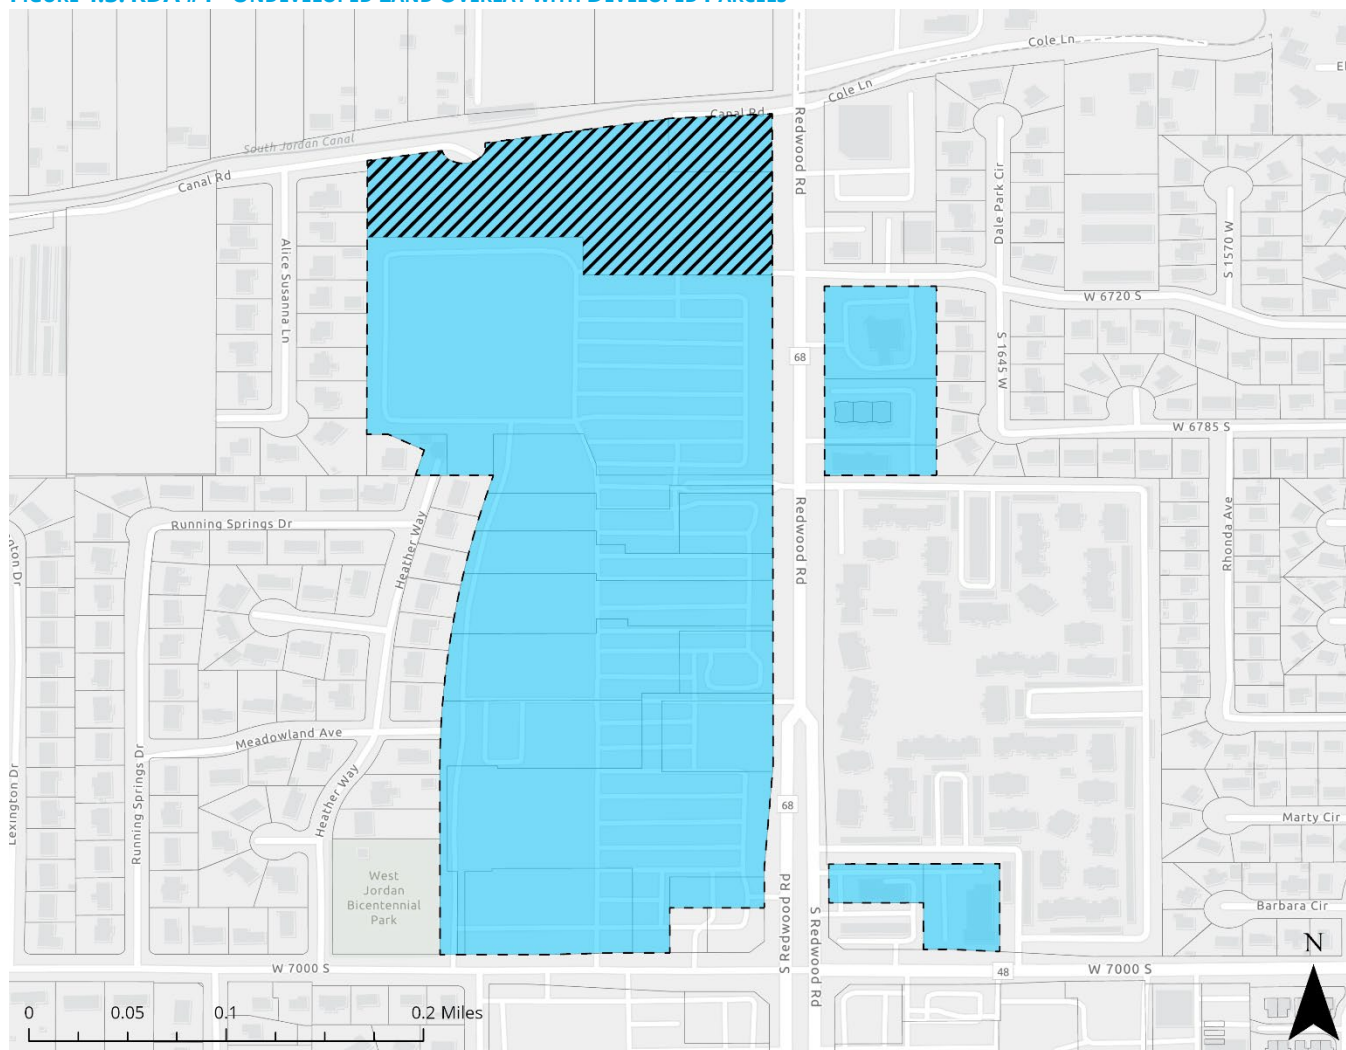 Cole Ln
Cole Ln
Canal Rd
South Jordan Canal
Canal Rd
Redwood Rd
Dale Park Cir
S 1570 W
Alice Susanna Ln
W 6720 S
68
S 1645 W
W 6785 S
Running Springs Dr
Heather Way
Redwood Rd
Rhonda Ave
Meadowland Ave
Lexington Dr
Running Springs Dr
Heather Way
68
Marty Cir
West
Jordan
Bicentennial
Park
S Redwood Rd
S Redwood Rd
Barbara Cir
N
W 7000 S
48
W 7000 S
0
0.05
0.1
0.2 Miles